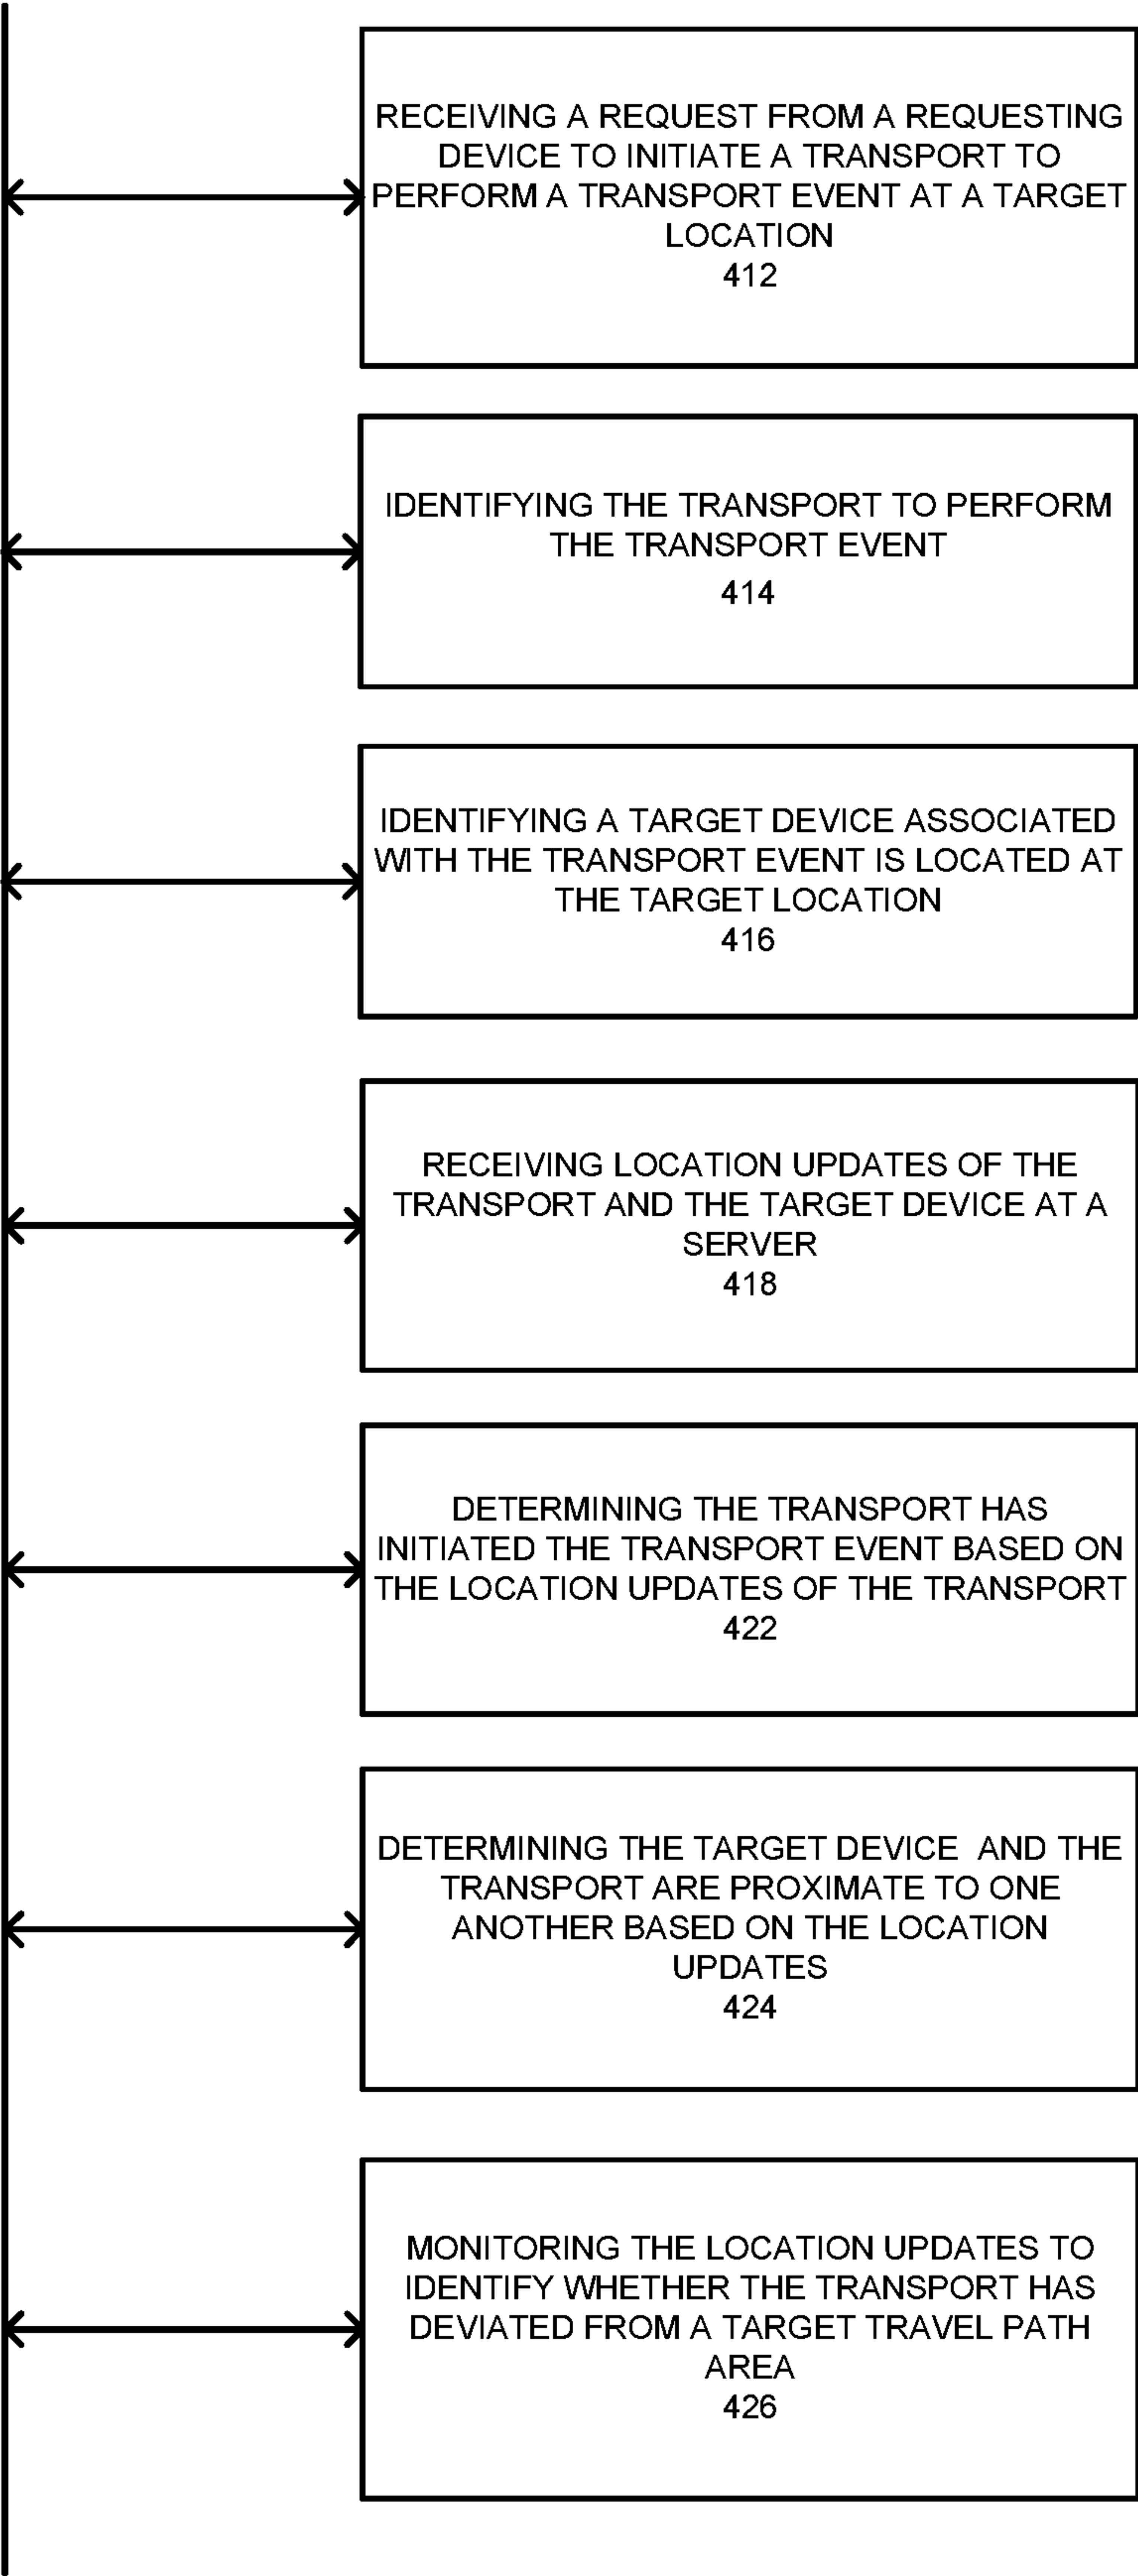 RECEIVING A REQUEST FROM A REQUESTING
DEVICE TO INITIATE A TRANSPORT TO
PERFORM A TRANSPORT EVENT AT A TARGET
LOCATION
412
IDENTIFYING THE TRANSPORT TO PERFORM
THE TRANSPORT EVENT
414
IDENTIFYING A TARGET DEVICE ASSOCIATED
WITH THE TRANSPORT EVENT IS LOCATED AT
THE TARGET LOCATION
416
RECEIVING LOCATION UPDATES OF THE
TRANSPORT AND THE TARGET DEVICE AT A
SERVER
418
DETERMINING THE TRANSPORT HAS
INITIATED THE TRANSPORT EVENT BASED ON
THE LOCATION UPDATES OF THE TRANSPORT
422
DETERMINING THE TARGET DEVICE  AND THE
TRANSPORT ARE PROXIMATE TO ONE
ANOTHER BASED ON THE LOCATION
UPDATES
424
MONITORING THE LOCATION UPDATES TO
IDENTIFY WHETHER THE TRANSPORT HAS
DEVIATED FROM A TARGET TRAVEL PATH
AREA
426